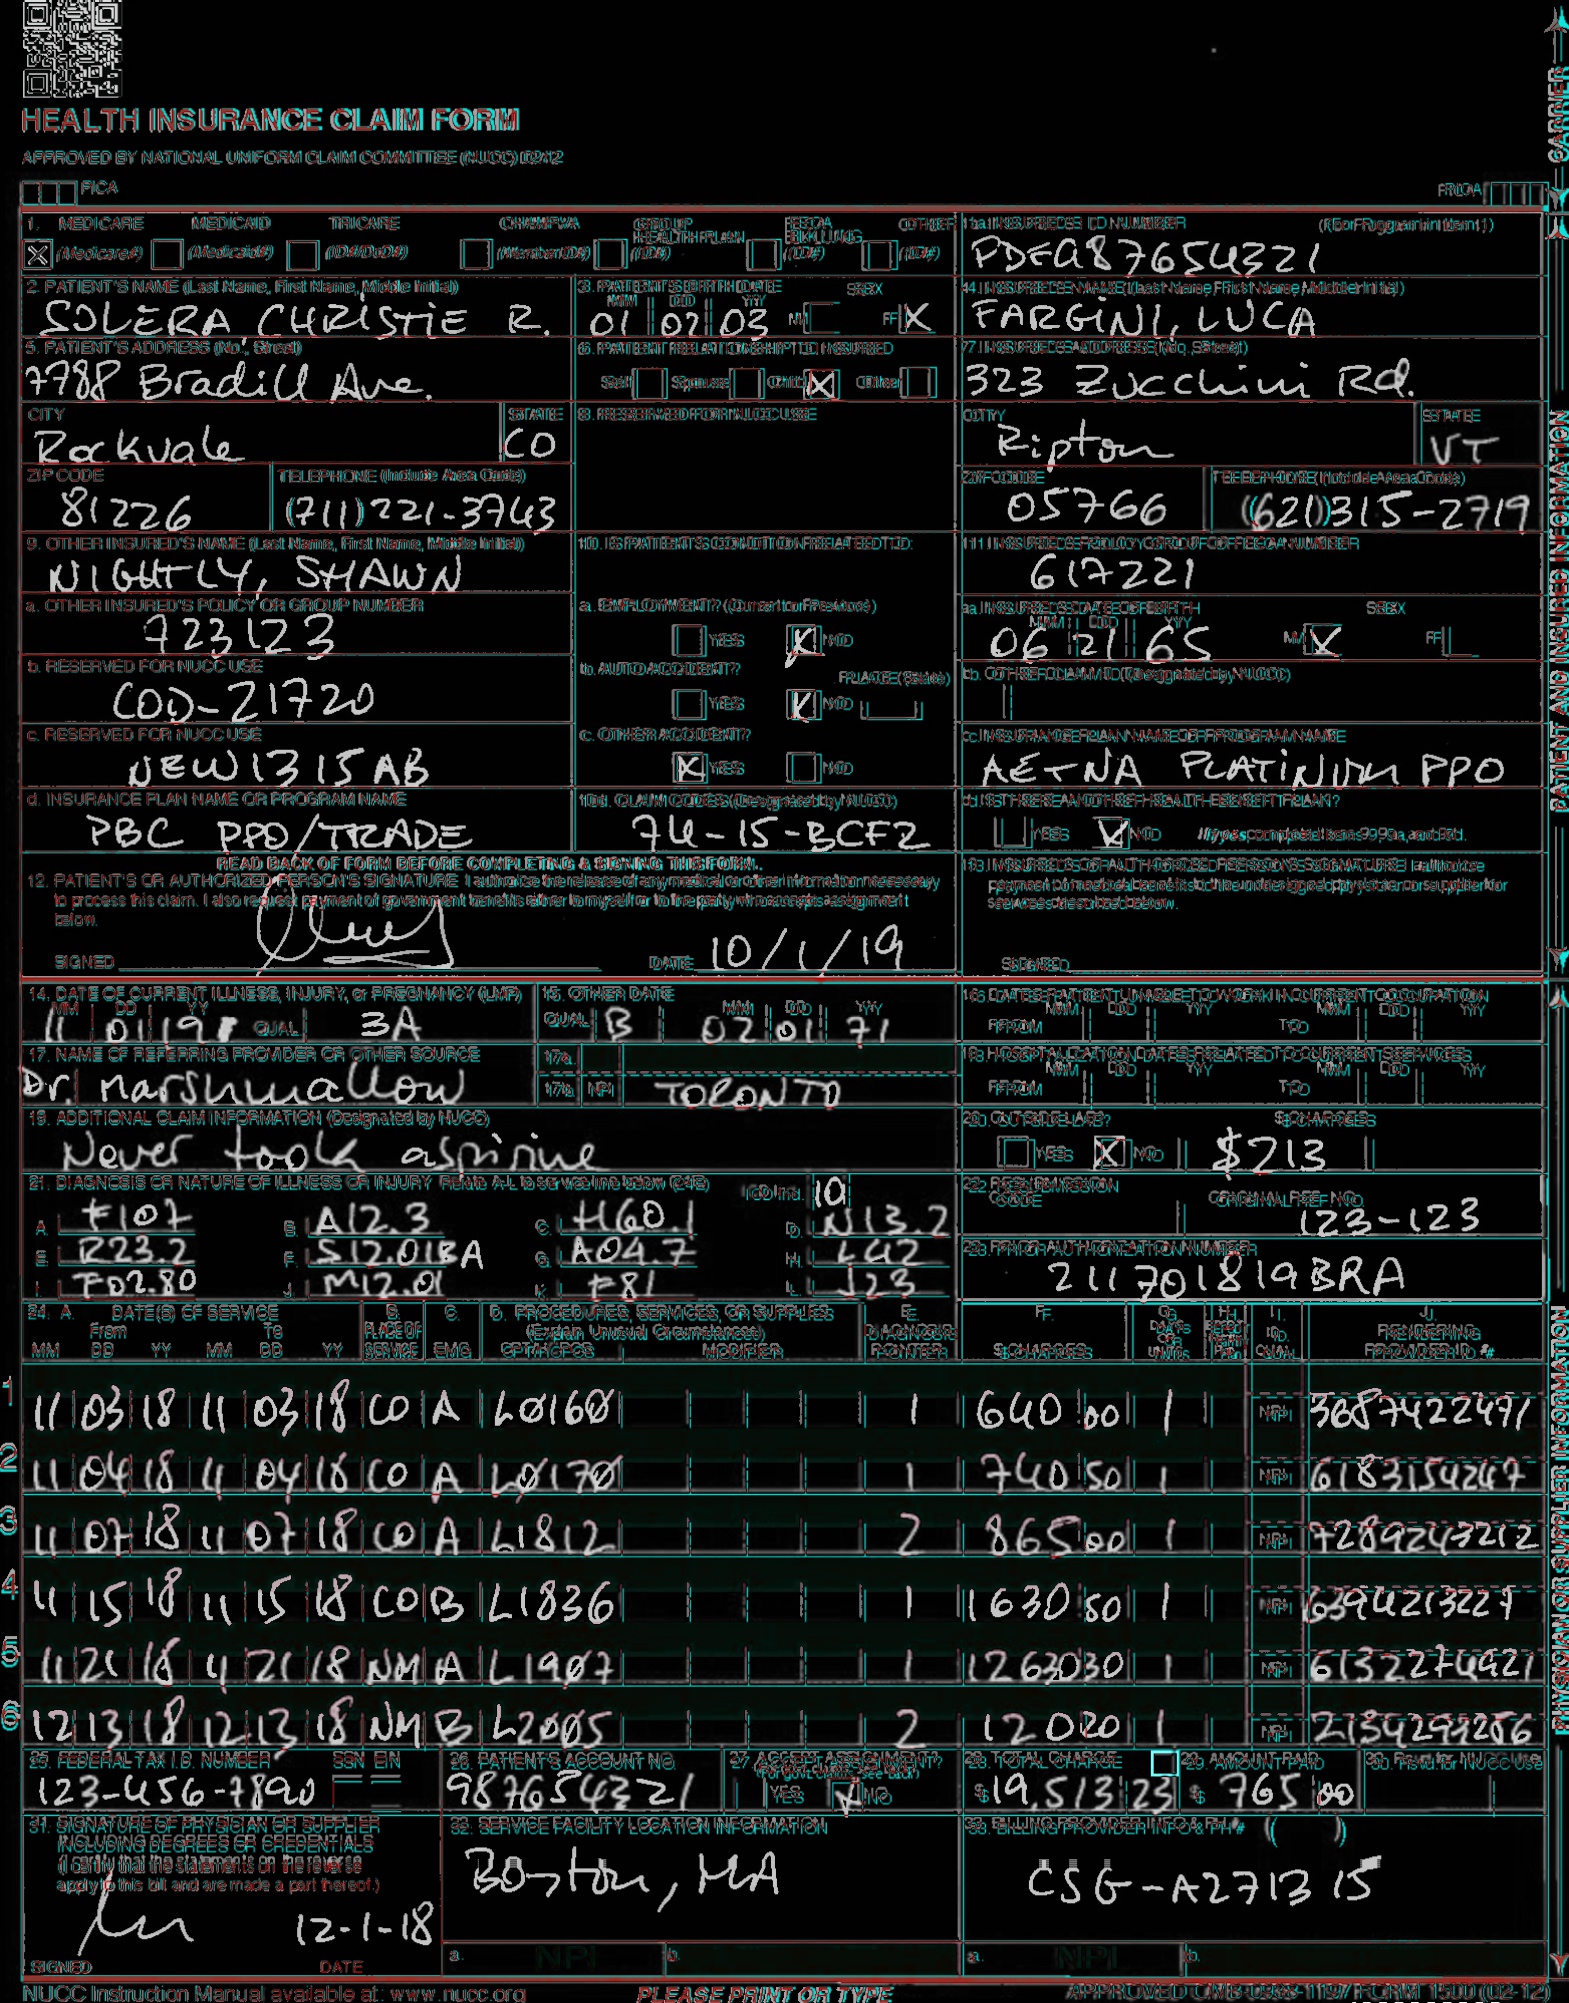 HEALTH INSURANCE CLAIM FORM
APPROVED BY NATIONAL UNIFORM CLAIM COMMITTEE (NUCC) 02/12
PICA
PICA
CARRIER
1. MEDICARE MEDICAID TRICARE CHAMPVA GROUP HEALTH PLAN FECA BLK LUNG OTHER
X (Medicare#) (Medicaid#) (ID#/DoD#) (Member ID#) (ID#) (ID#) (ID#)
1a. INSURED'S I.D. NUMBER (For Program in Item 1)
PDFA87654321
2. PATIENT'S NAME (Last Name, First Name, Middle Initial)
SOLERA CHRISTIE R.
3. PATIENT'S BIRTH DATE SEX
MM DD YY
01 02 03 M F X
4. INSURED'S NAME (Last Name, First Name, Middle Initial)
FARGINI, LUCA
5. PATIENT'S ADDRESS (No., Street)
7788 Bradill Ave.
6. PATIENT RELATIONSHIP TO INSURED
Self Spouse Child X Other
7. INSURED'S ADDRESS (No., Street)
323 Zucchini Rd.
CITY STATE
Rockvale CO
8. RESERVED FOR NUCC USE
CITY STATE
Ripton VT
ZIP CODE TELEPHONE (Include Area Code)
81226 (711) 221-3743
ZIP CODE TELEPHONE (Include Area Code)
05766 (621) 315-2719
9. OTHER INSURED'S NAME (Last Name, First Name, Middle Initial)
NIGHTLY, SHAWN
10. IS PATIENT'S CONDITION RELATED TO:
11. INSURED'S POLICY GROUP OR FECA NUMBER
617221
a. OTHER INSURED'S POLICY OR GROUP NUMBER
723123
a. EMPLOYMENT? (Current or Previous)
YES X NO
a. INSURED'S DATE OF BIRTH SEX
MM DD YY
06 21 65 M X F
b. RESERVED FOR NUCC USE
COD-21720
b. AUTO ACCIDENT? PLACE (State)
YES X NO
b. OTHER CLAIM ID (Designated by NUCC)
c. RESERVED FOR NUCC USE
NEW1315AB
c. OTHER ACCIDENT?
X YES NO
c. INSURANCE PLAN NAME OR PROGRAM NAME
AETNA PLATINIUM PPO
d. INSURANCE PLAN NAME OR PROGRAM NAME
PBC PPO/TRADE
10d. CLAIM CODES (Designated by NUCC)
74-15-BCF2
d. IS THERE ANOTHER HEALTH BENEFIT PLAN?
YES X NO If yes, complete items 9, 9a, and 9d.
READ BACK OF FORM BEFORE COMPLETING & SIGNING THIS FORM.
12. PATIENT'S OR AUTHORIZED PERSON'S SIGNATURE I authorize the release of any medical or other information necessary
to process this claim. I also request payment of government benefits either to myself or to the party who accepts assignment
below.
SIGNED DATE 10/1/19
13. INSURED'S OR AUTHORIZED PERSON'S SIGNATURE I authorize
payment of medical benefits to the undersigned physician or supplier for
services described below.
SIGNED
PATIENT AND INSURED INFORMATION
14. DATE OF CURRENT ILLNESS, INJURY, or PREGNANCY (LMP)
MM DD YY
11 01 19 QUAL. 3A
15. OTHER DATE
MM DD YY
QUAL. B 02 01 71
16. DATES PATIENT UNABLE TO WORK IN CURRENT OCCUPATION
MM DD YY MM DD YY
FROM TO
17. NAME OF REFERRING PROVIDER OR OTHER SOURCE
Dr. Marshmallow
17a.
17b. NPI TORONTO
18. HOSPITALIZATION DATES RELATED TO CURRENT SERVICES
MM DD YY MM DD YY
FROM TO
19. ADDITIONAL CLAIM INFORMATION (Designated by NUCC)
Never took aspirine
20. OUTSIDE LAB? $ CHARGES
YES X NO $213
21. DIAGNOSIS OR NATURE OF ILLNESS OR INJURY Relate A-L to service line below (24E) ICD Ind. 10
A. F107 B. A12.3 C. H60.1 D. N13.2
E. R23.2 F. S12.01BA G. A04.7 H. L42
I. F02.80 J. M12.01 K. F81 L. J23
22. RESUBMISSION CODE ORIGINAL REF. NO.
123-123
23. PRIOR AUTHORIZATION NUMBER
211701819BRA
24. A. DATE(S) OF SERVICE B. C. D. PROCEDURES, SERVICES, OR SUPPLIES E. F. G. H. I. J.
From To PLACE OF (Explain Unusual Circumstances) DIAGNOSIS DAYS OR EPSDT ID. RENDERING
MM DD YY MM DD YY SERVICE EMG CPT/HCPCS MODIFIER POINTER $ CHARGES UNITS Family Plan QUAL. PROVIDER ID. #
1 11 03 18 11 03 18 CO A L0160 1 640 00 1 NPI 3687422471
2 11 04 18 11 04 18 CO A L0170 1 740 50 1 NPI 6183154247
3 11 07 18 11 07 18 CO A L1812 2 865 00 1 NPI 7289243212
4 11 15 18 11 15 18 CO B L1836 1 1630 50 1 NPI 6394213227
5 11 21 18 11 21 18 NM A L1907 1 1263 030 1 NPI 6132274921
6 12 13 18 12 13 18 NM B L2005 2 12 020 1 NPI 2134293206
25. FEDERAL TAX I.D. NUMBER SSN EIN
123-456-7890
26. PATIENT'S ACCOUNT NO.
987654321
27. ACCEPT ASSIGNMENT?
(For govt. claims, see back)
YES X NO
28. TOTAL CHARGE
$ 19.513 23
29. AMOUNT PAID
$ 765 00
30. Rsvd. for NUCC Use
31. SIGNATURE OF PHYSICIAN OR SUPPLIER
INCLUDING DEGREES OR CREDENTIALS
(I certify that the statements on the reverse
apply to this bill and are made a part thereof.)
12-1-18
SIGNED DATE
32. SERVICE FACILITY LOCATION INFORMATION
Boston, MA
a. NPI b.
33. BILLING PROVIDER INFO & PH # ( )
CSG-A271315
a. NPI b.
PHYSICIAN OR SUPPLIER INFORMATION
NUCC Instruction Manual available at: www.nucc.org
PLEASE PRINT OR TYPE
APPROVED OMB-0938-1197 FORM 1500 (02-12)